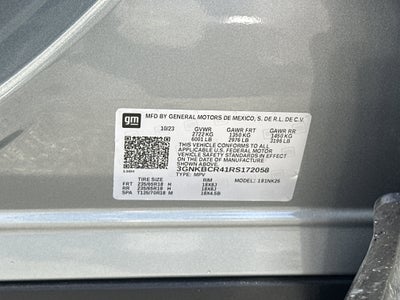 gm MFD BY GENERAL MOTORS DE MEXICO, S. DE R.L. DE C.V.
10/23 GVWR GAWR FRT GAWR RR
2722 KG 1350 KG 1450 KG
6001 LB 2976 LB 3196 LB
THIS VEHICLE CONFORMS TO ALL
APPLICABLE U.S. FEDERAL MOTOR
VEHICLE SAFETY STANDARDS IN EFFECT
ON THE DATE OF MANUFACTURE SHOWN ABOVE.
3GNKBCR41RS172058
TYPE: MPV
TIRE SIZE RIM MODEL: 1S1NK26
FRT 235/65R18 H 18X8J
RR 235/65R18 H 18X8J
SPA T135/70R18 M 18X4.5B